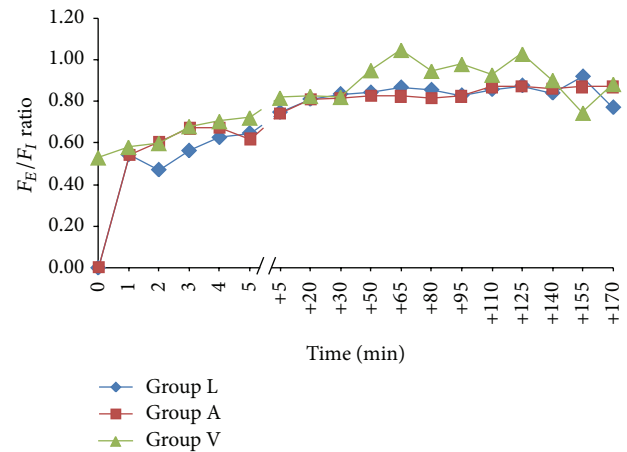 1.20
1.00
0.80
0.60
0.40
0.20
0.00
F_E/F_I ratio
0 1 2 3 4 5 +5 +20 +30 +50 +65 +80 +95 +110 +125 +140 +155 +170
Time (min)
Group L
Group A
Group V